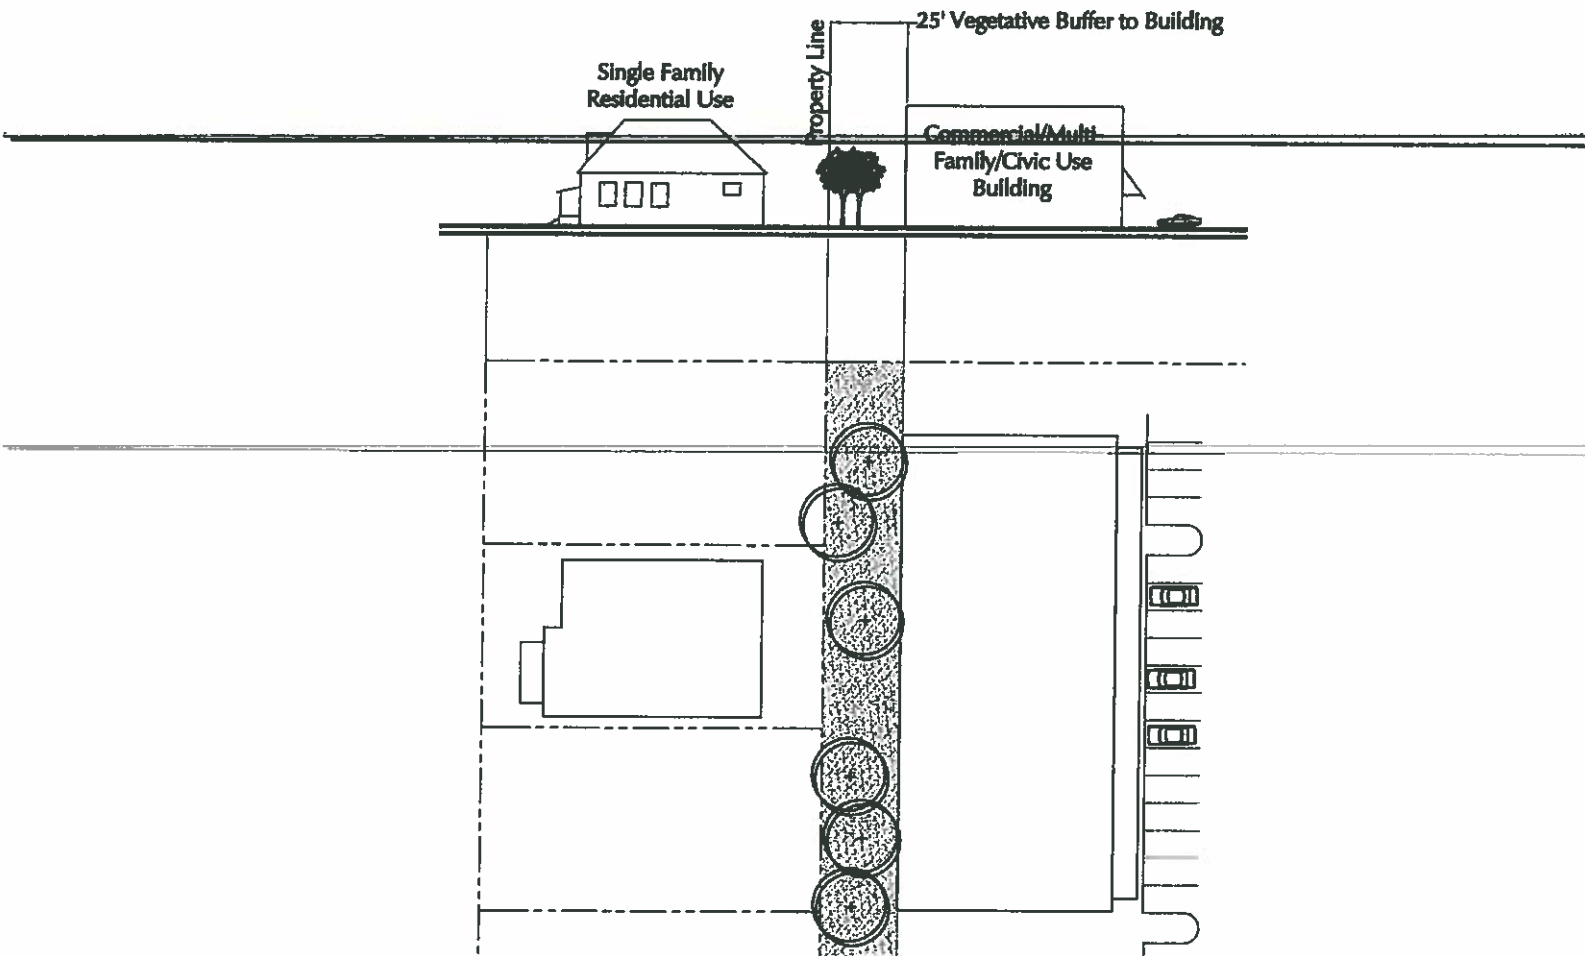 25' Vegetative Buffer to Building
Property Line
Single Family
Residential Use
Commercial/Multi
Family/Civic Use
Building